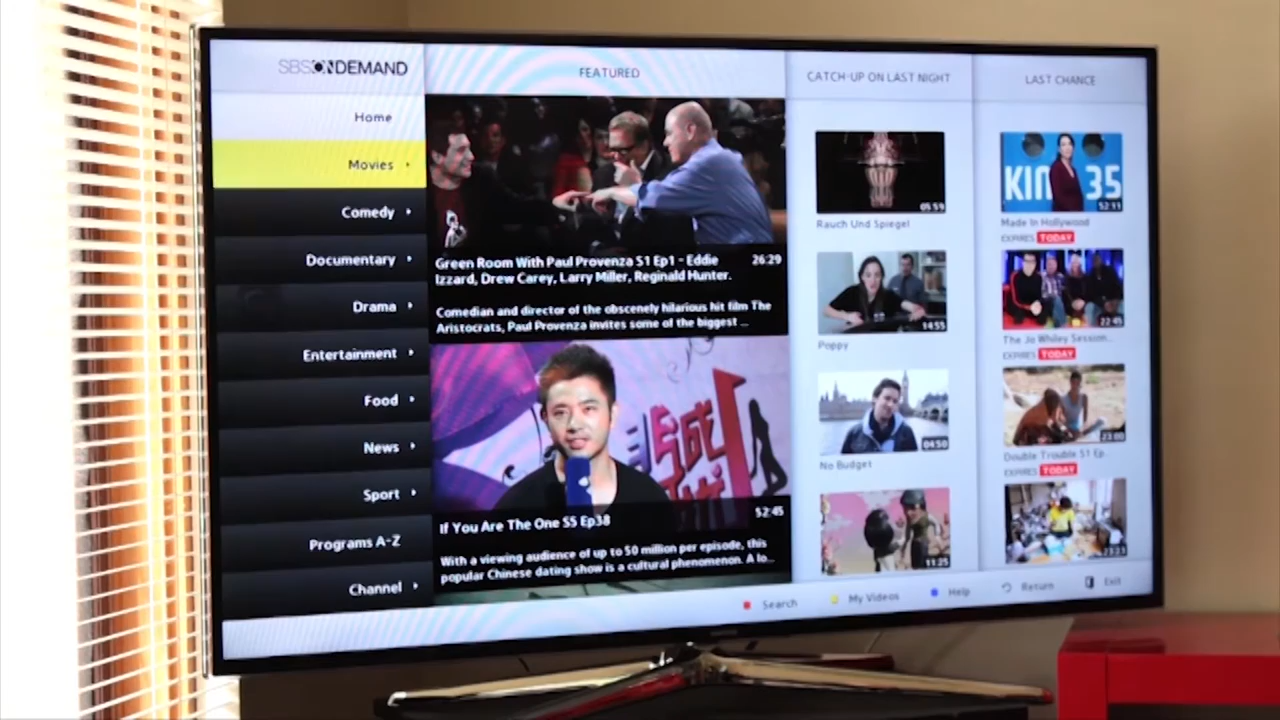 SBS ON DEMAND
Home
Movies
Comedy
Documentary
Drama
Entertainment
Food
News
Sport
Programs A-Z
Channel
FEATURED
Green Room With Paul Provenza S1 Ep1 - Eddie
Izzard, Drew Carey, Larry Miller, Reginald Hunter.
26:29
Comedian and director of the obscenely hilarious hit film The
Aristocrats, Paul Provenza invites some of the biggest ...
If You Are The One S5 Ep38
52:45
With a viewing audience of up to 50 million per episode, this
popular Chinese dating show is a cultural phenomenon. A lo...
CATCH-UP ON LAST NIGHT
05:59
Rauch Und Spiegel
14:55
Poppy
04:50
No Budget
11:25
LAST CHANCE
35
52:11
Made In Hollywood
EXPIRES TODAY
22:45
The Jo Whiley Session...
EXPIRES TODAY
23:00
Double Trouble S1 Ep...
EXPIRES TODAY
23:23
Search
My Videos
Help
Return
Exit